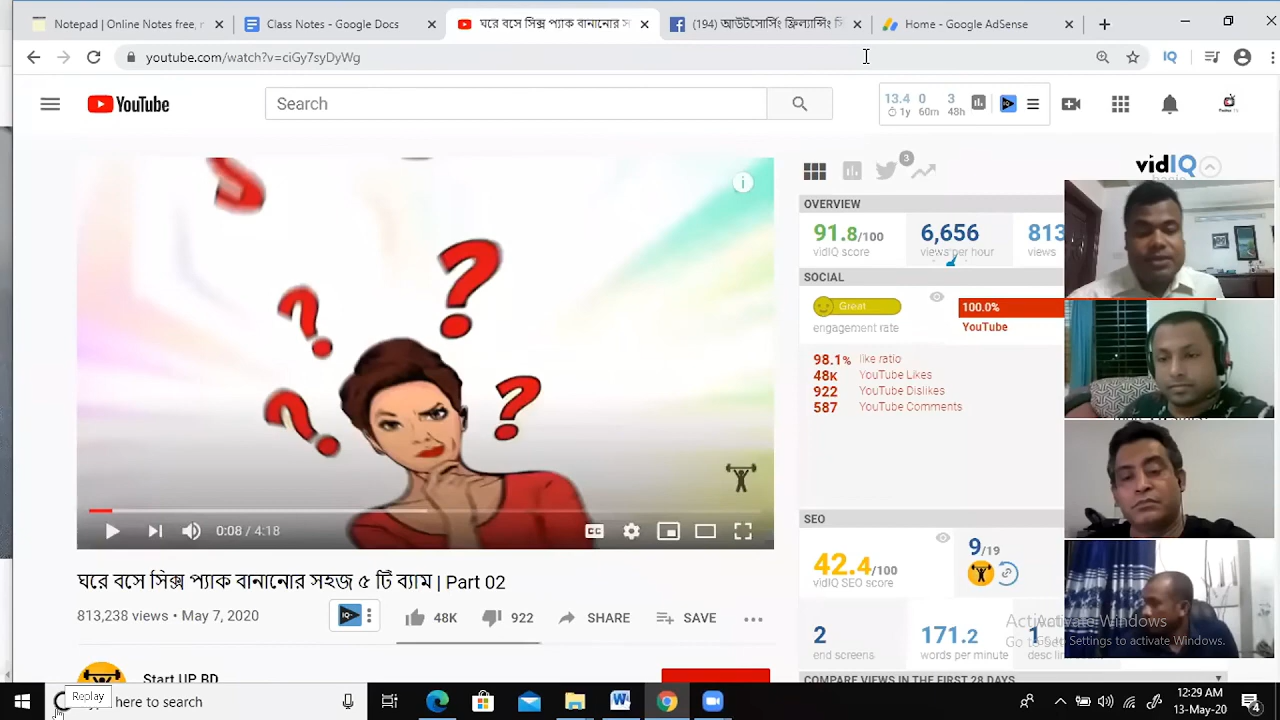 Notepad | Online Notes free, r
Class Notes - Google Docs
ঘরে বসে সিক্স প্যাক বানানোর স
(194) আউটসোর্সিং ফ্রিল্যান্সিং সি
Home - Google AdSense
youtube.com/watch?v=ciGy7syDyWg
IQ
YouTube
Search
13.4 0 3
1y 60m 48h
3
vidIQ
OVERVIEW
91.8/100
6,656
813
vidIQ score
views per hour
views
SOCIAL
Great
100.0%
engagement rate
YouTube
98.1% like ratio
48K YouTube Likes
922 YouTube Dislikes
587 YouTube Comments
SEO
42.4/100
9/19
vidIQ SEO score
2
171.2
end screens
words per minute
desc lin
COMPARE VIEWS IN THE FIRST 28 DAYS
0:08 / 4:18
CC
ঘরে বসে সিক্স প্যাক বানানোর সহজ ৫ টি ব্যাম | Part 02
813,238 views • May 7, 2020
48K
922
SHARE
SAVE
Start UP BD
Activate Windows
Settings to activate Windows.
Replay
here to search
12:29 AM
13-May-20
4